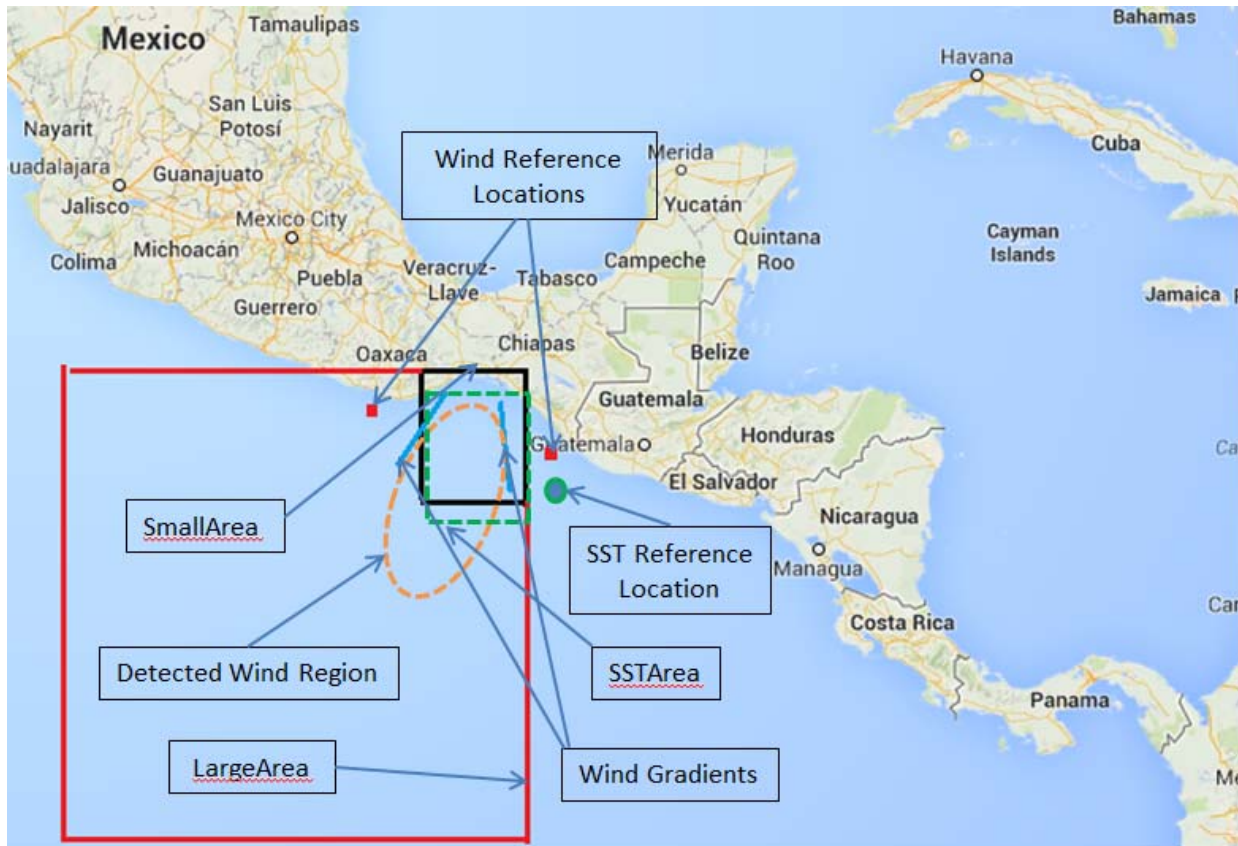 Bahamas
Mexico
Tamaulipas
Havana
San Luis
Potosí
Cuba
Nayarit
Wind Reference
Locations
Merida
uadalajara
Guanajuato
Yucatán
Jalisco
Mexico City
Quintana
Roo
Cayman
Islands
Michoacán
Colima
Puebla
Veracruz-
Llave
Tabasco
Campeche
Jamaica
Guerrero
Oaxaca
Chiapas
Belize
Guatemala
Guatemala
Honduras
El Salvador
SmallArea
Nicaragua
SST Reference
Location
Managua
Costa Rica
Detected Wind Region
SSTArea
Panama
LargeArea
Wind Gradients